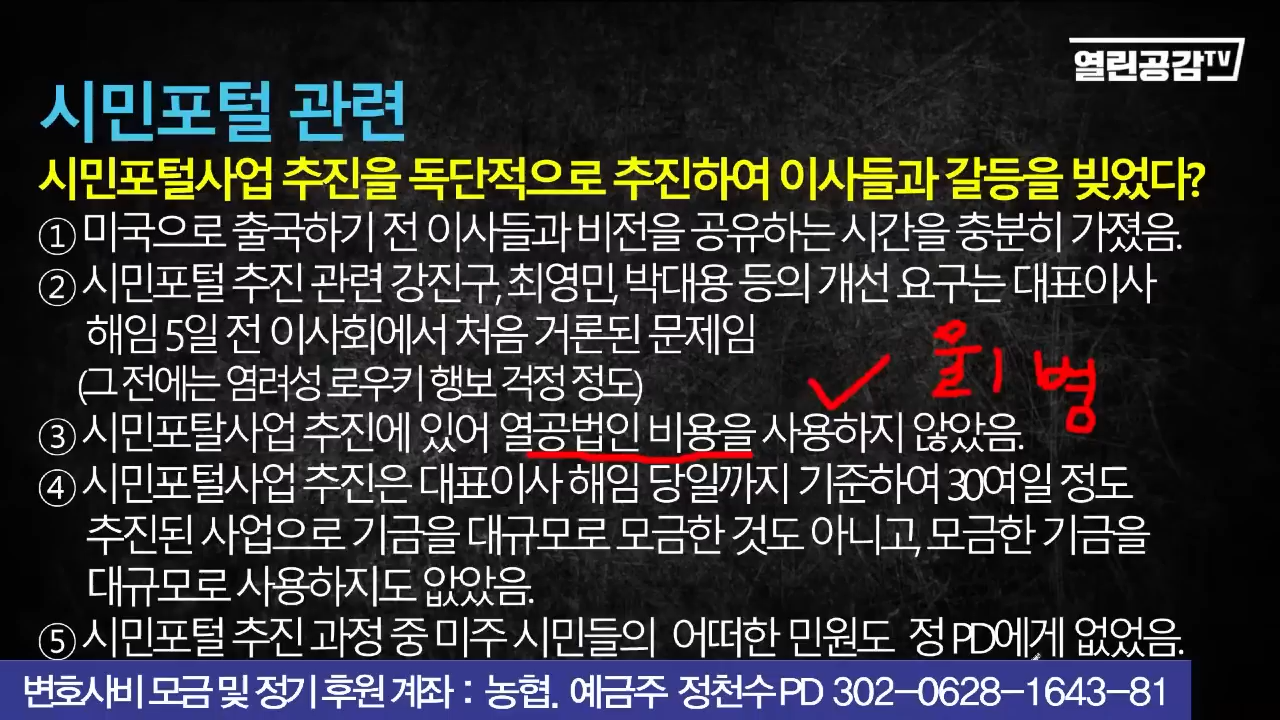 열린공감TV
시민포털 관련
시민포털사업 추진을 독단적으로 추진하여 이사들과 갈등을 빚었다?
① 미국으로 출국하기 전 이사들과 비전을 공유하는 시간을 충분히 가졌음.
② 시민포털 추진 관련 강진구, 최영민, 박대용 등의 개선 요구는 대표이사
해임 5일 전 이사회에서 처음 거론된 문제임
(그 전에는 염려성 로우키 행보 걱정 정도)
③ 시민포탈사업 추진에 있어 열공법인 비용을 사용하지 않았음.
④ 시민포털사업 추진은 대표이사 해임 당일까지 기준하여 30여일 정도
추진된 사업으로 기금을 대규모로 모금한 것도 아니고, 모금한 기금을
대규모로 사용하지도 않았음.
⑤ 시민포털 추진 과정 중 미주 시민들의 어떠한 민원도 정PD에게 없었음.
변호사비 모금 및 정기 후원 계좌 : 농협. 예금주 정천수PD 302-0628-1643-81